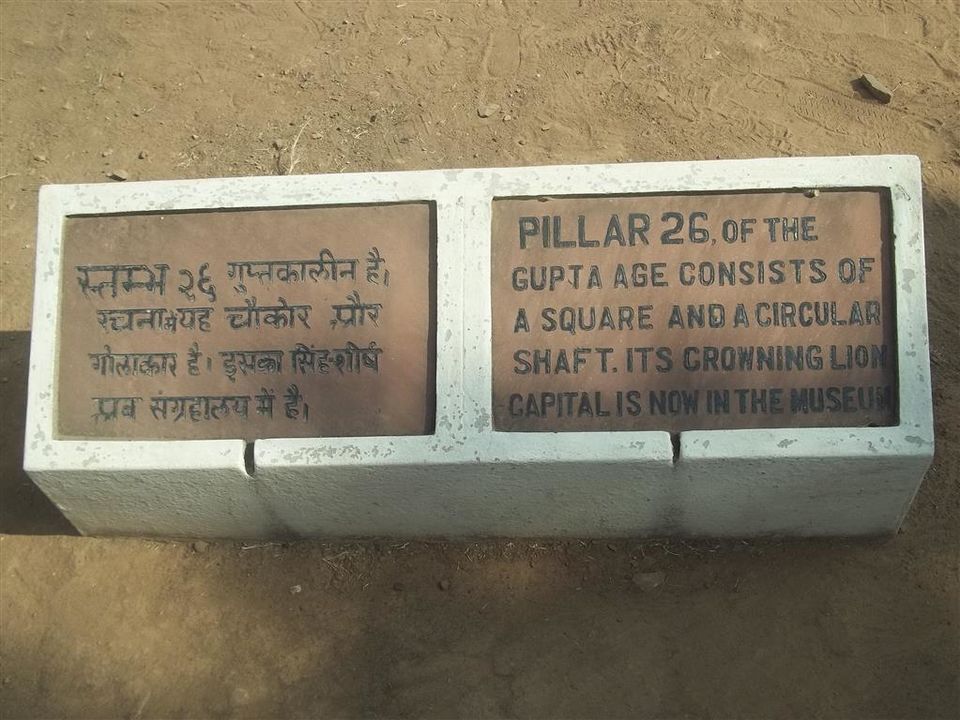 स्तम्भ २६ गुप्तकालीन है।
रचना में यह चौकोर और
गोलाकार है। इसका सिंह-शीर्ष
अब संग्रहालय में है।
PILLAR 26, OF THE
GUPTA AGE CONSISTS OF
A SQUARE AND A CIRCULAR
SHAFT. ITS CROWNING LION
CAPITAL IS NOW IN THE MUSEUM